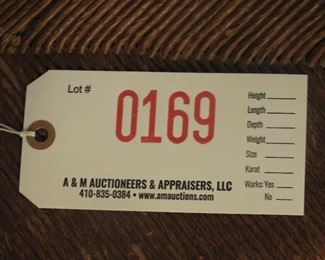 Lot #
0169
Height
Length
Depth
Weight
Size
Karat
Works: Yes
No
A & M AUCTIONEERS & APPRAISERS, LLC
410-835-0384 • www.amauctions.com